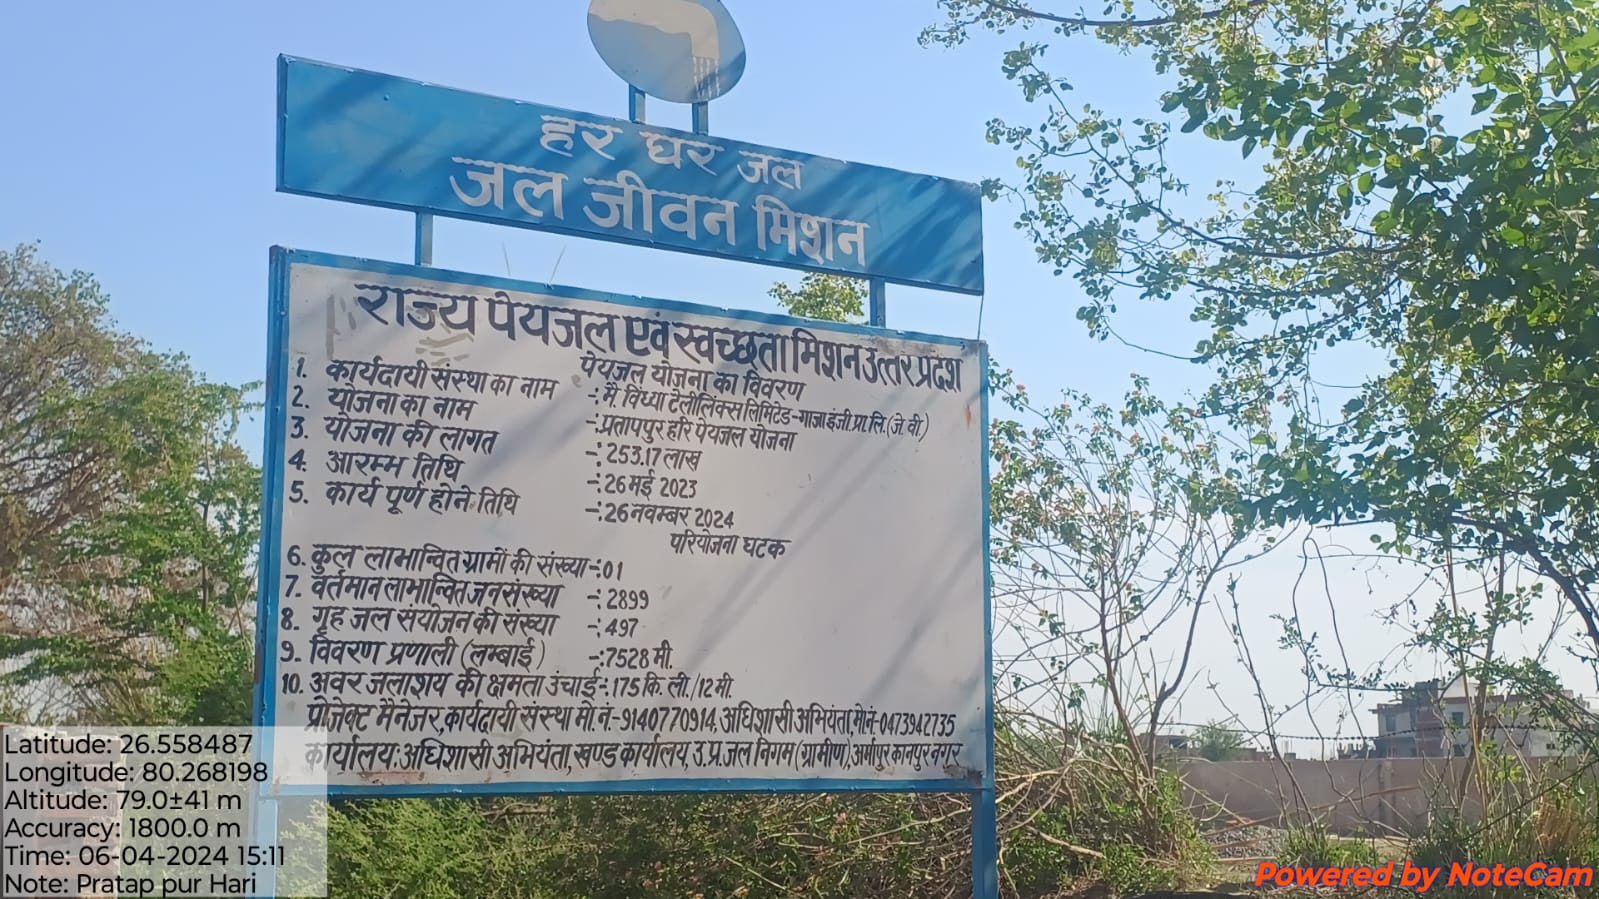 हर घर जल
जल जीवन मिशन
राज्य पेयजल एवं स्वच्छता मिशन उत्तर प्रदेश
पेयजल योजना का विवरण
1. कार्यदायी संस्था का नाम -: मै. विंध्या टेलीलिंक्स लिमिटेड-गाजा इंजी.प्रा.लि.(जे.वी)
2. योजना का नाम -: प्रतापपुर हरि पेयजल योजना
3. योजना की लागत -: 253.17 लाख
4. आरम्भ तिथि -: 26 मई 2023
5. कार्य पूर्ण होने तिथि -: 26 नवम्बर 2024
परियोजना घटक
6. कुल लाभान्वित ग्रामों की संख्या -: 01
7. वर्तमान लाभान्वित जनसंख्या -: 2899
8. गृह जल संयोजन की संख्या -: 497
9. विवरण प्रणाली (लम्बाई) -: 7528 मी.
10. अवर जलाशय की क्षमता उंचाई -: 175 कि. ली./12 मी.
प्रोजेक्ट मैनेजर, कार्यदायी संस्था मो.नं.-9140770914, अधिशासी अभियंता, मो.नं.-0473942735
कार्यालय: अधिशासी अभियंता, खण्ड कार्यालय, उ.प्र. जल निगम (ग्रामीण), अर्मापुर कानपुर नगर
Latitude: 26.558487
Longitude: 80.268198
Altitude: 79.0±41 m
Accuracy: 1800.0 m
Time: 06-04-2024 15:11
Note: Pratap pur Hari
Powered by NoteCam